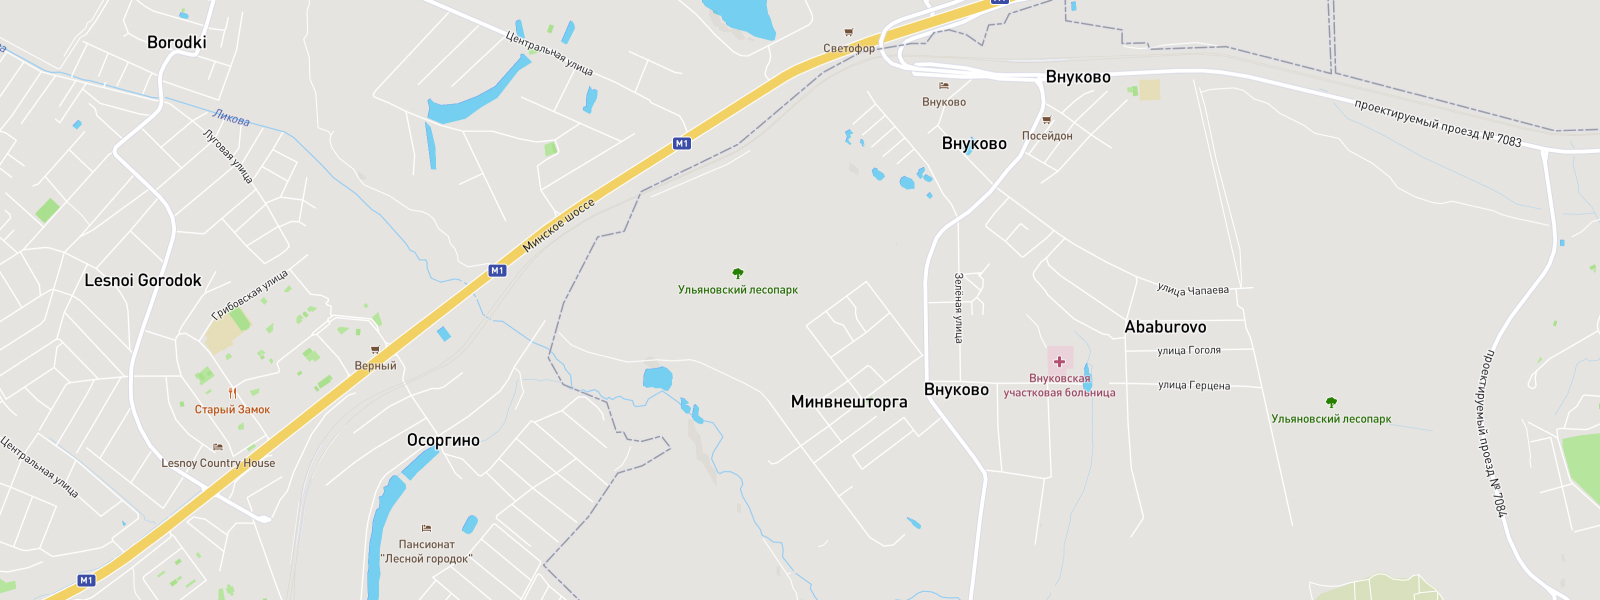 M1
Borodki
Центральная улица
Светофор
Внуково
Внуково
Посейдон
проектируемый проезд № 7083
Ликова
Луговая улица
M1
Внуково
Минское шоссе
M1
Lesnoi Gorodok
Грибовская улица
Ульяновский лесопарк
Зелёная улица
улица Чапаева
Ababurovo
улица Гоголя
Верный
Внуковская
участковая больница
улица Герцена
Внуково
Минвнешторга
Старый Замок
Ульяновский лесопарк
проектируемый проезд № 7084
Осоргино
Lesnoy Country House
Центральная улица
Пансионат
"Лесной городок"
M1